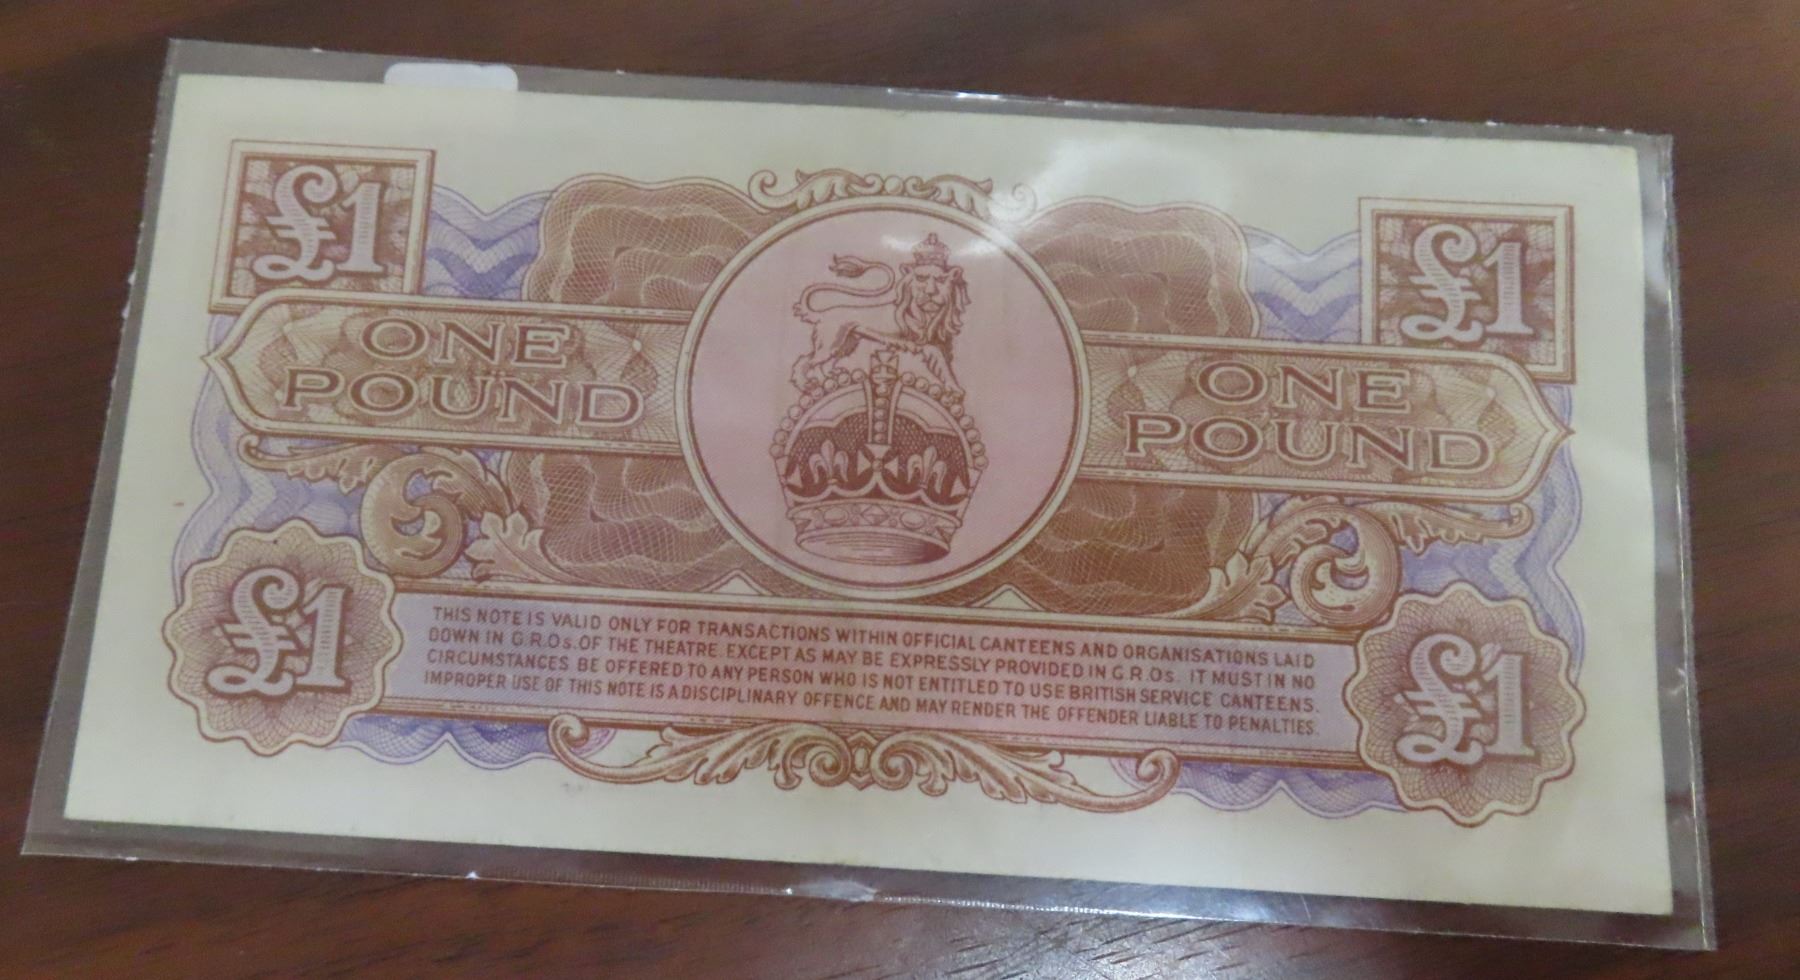 £1
£1
ONE
POUND
ONE
POUND
£1
THIS NOTE IS VALID ONLY FOR TRANSACTIONS WITHIN OFFICIAL CANTEENS AND ORGANISATIONS LAID
DOWN IN G.R.Os. OF THE THEATRE. EXCEPT AS MAY BE EXPRESSLY PROVIDED IN G.R.Os. IT MUST IN NO
CIRCUMSTANCES BE OFFERED TO ANY PERSON WHO IS NOT ENTITLED TO USE BRITISH SERVICE CANTEENS.
IMPROPER USE OF THIS NOTE IS A DISCIPLINARY OFFENCE AND MAY RENDER THE OFFENDER LIABLE TO PENALTIES.
£1